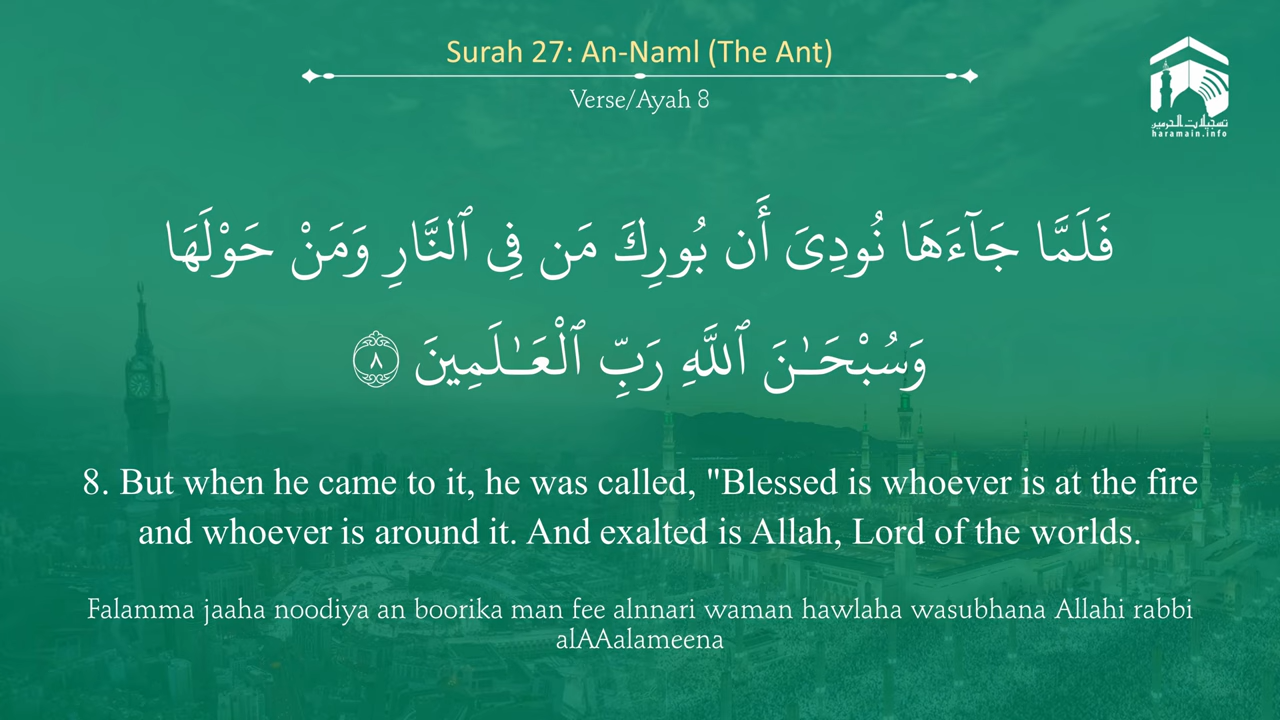 Surah 27: An-Naml (The Ant)
Verse/Ayah 8
تسجيلات الحرمين
haramain.info
فَلَمَّا جَآءَهَا نُودِىَ أَن بُورِكَ مَن فِى ٱلنَّارِ وَمَنْ حَوْلَهَا
وَسُبْحَـٰنَ ٱللَّهِ رَبِّ ٱلْعَـٰلَمِينَ ٨
8. But when he came to it, he was called, "Blessed is whoever is at the fire
and whoever is around it. And exalted is Allah, Lord of the worlds.
Falamma jaaha noodiya an boorika man fee alnnari waman hawlaha wasubhana Allahi rabbi
alAAalameena